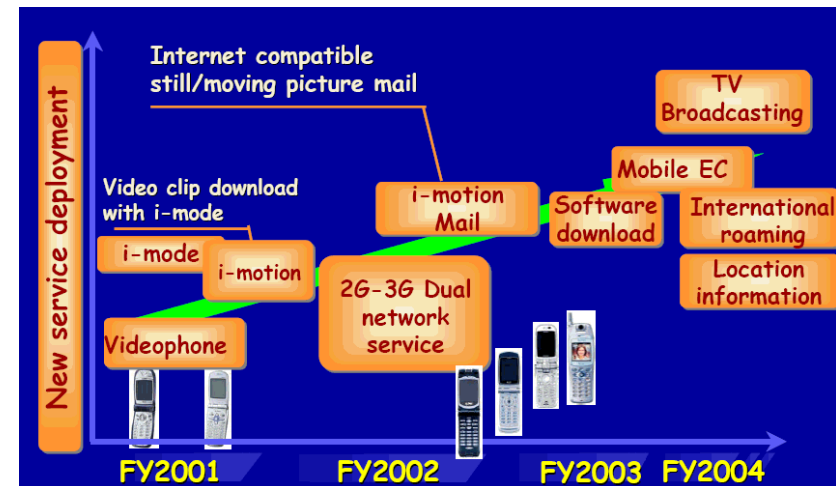 New service deployment
Internet compatible
still/moving picture mail
Video clip download
with i-mode
i-mode
i-motion
Videophone
i-motion
Mail
2G-3G Dual
network
service
TV
Broadcasting
Mobile EC
Software
download
International
roaming
Location
information
FY2001
FY2002
FY2003
FY2004